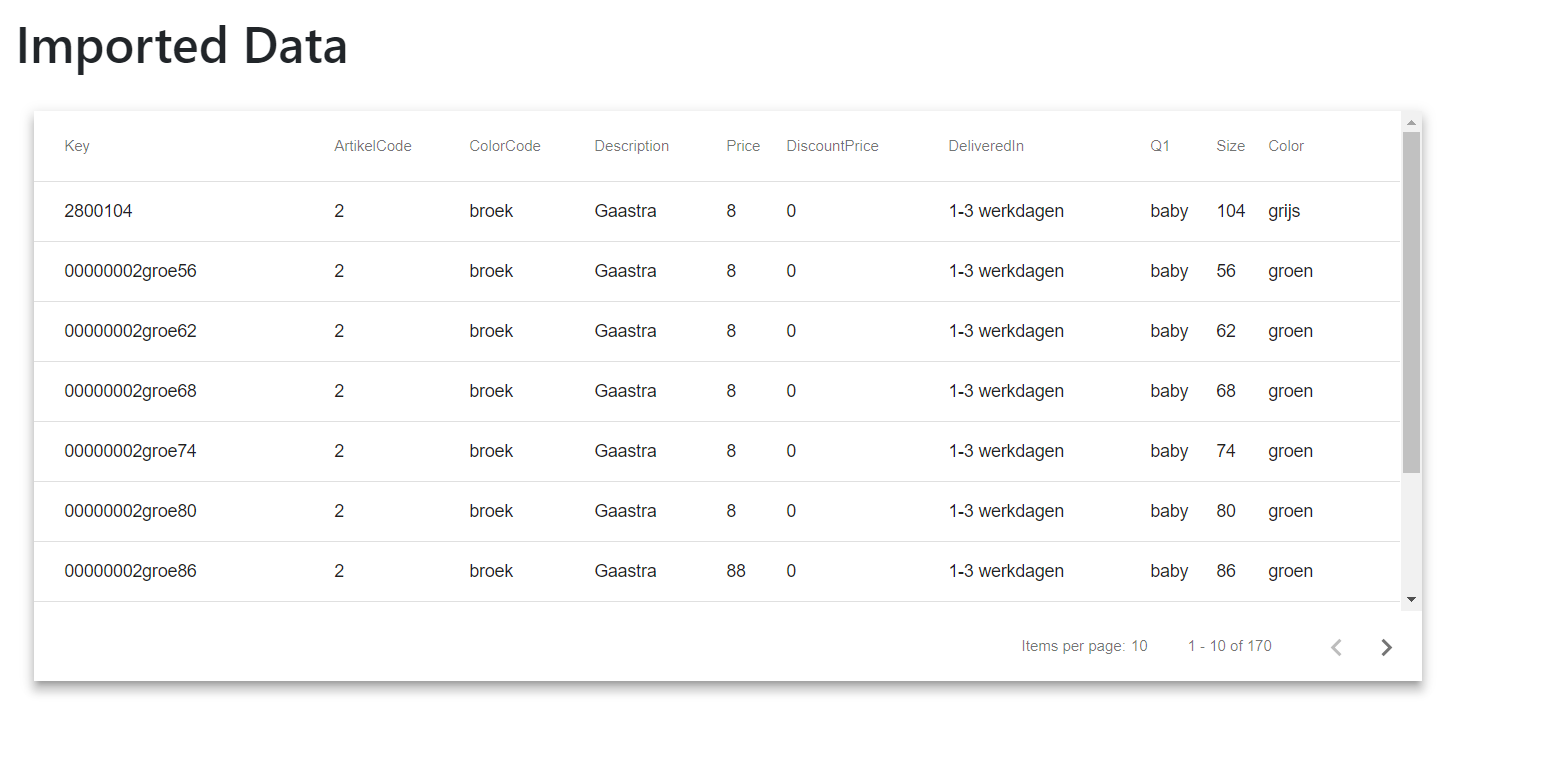 Imported Data
Key ArtikelCode ColorCode Description Price DiscountPrice DeliveredIn Q1 Size Color
2800104 2 broek Gaastra 8 0 1-3 werkdagen baby 104 grijs
00000002groe56 2 broek Gaastra 8 0 1-3 werkdagen baby 56 groen
00000002groe62 2 broek Gaastra 8 0 1-3 werkdagen baby 62 groen
00000002groe68 2 broek Gaastra 8 0 1-3 werkdagen baby 68 groen
00000002groe74 2 broek Gaastra 8 0 1-3 werkdagen baby 74 groen
00000002groe80 2 broek Gaastra 8 0 1-3 werkdagen baby 80 groen
00000002groe86 2 broek Gaastra 88 0 1-3 werkdagen baby 86 groen
Items per page: 10 1 - 10 of 170